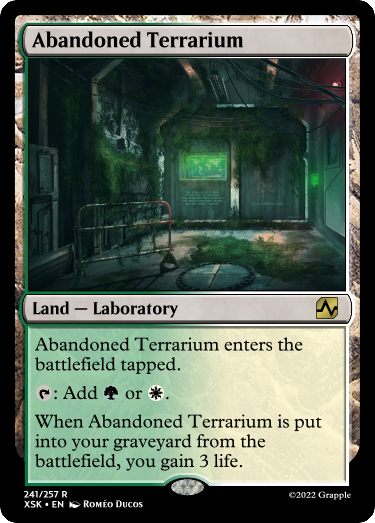 Abandoned Terrarium
Land — Laboratory
Abandoned Terrarium enters the
battlefield tapped.
: Add or .
When Abandoned Terrarium is put
into your graveyard from the
battlefield, you gain 3 life.
241/257 R
XSK • EN Roméo Ducos
©2022 Grapple